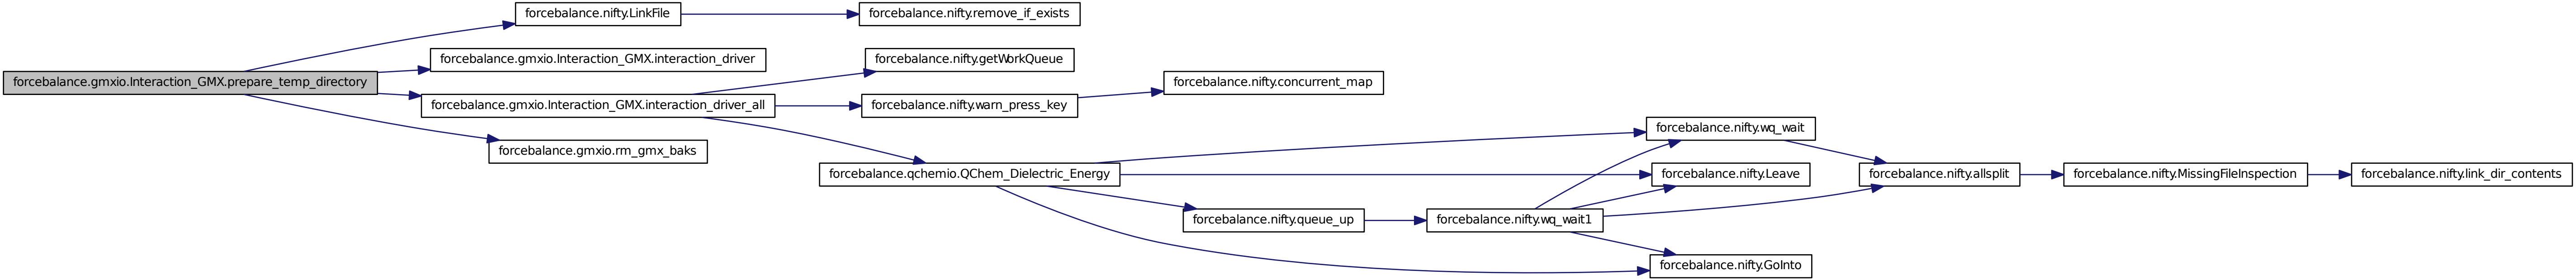 forcebalance.nifty.LinkFile
forcebalance.nifty.remove_if_exists
forcebalance.gmxio.Interaction_GMX.interaction_driver
forcebalance.nifty.getWorkQueue
forcebalance.gmxio.Interaction_GMX.prepare_temp_directory
forcebalance.nifty.concurrent_map
forcebalance.gmxio.Interaction_GMX.interaction_driver_all
forcebalance.nifty.warn_press_key
forcebalance.nifty.wq_wait
forcebalance.gmxio.rm_gmx_baks
forcebalance.qchemio.QChem_Dielectric_Energy
forcebalance.nifty.Leave
forcebalance.nifty.allsplit
forcebalance.nifty.MissingFileInspection
forcebalance.nifty.link_dir_contents
forcebalance.nifty.queue_up
forcebalance.nifty.wq_wait1
forcebalance.nifty.GoInto